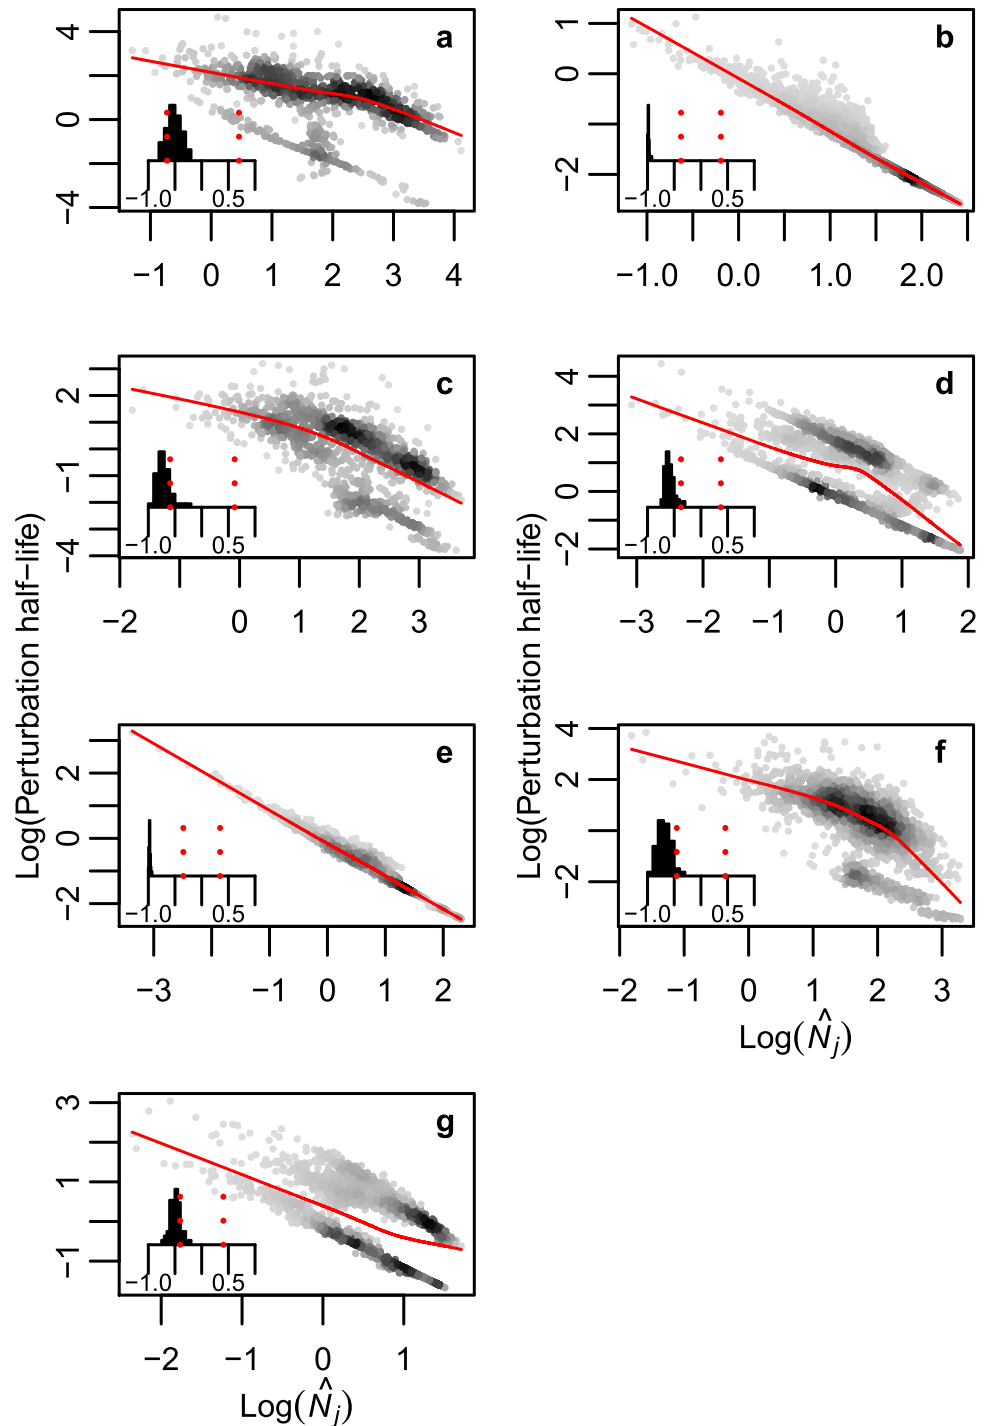 a
4
0
−4
−1 0 1 2 3 4
−1.0 0.5
b
1
0
−2
−1.0 0.0 1.0 2.0
−1.0 0.5
c
2
−1
−4
−2 0 1 2 3
−1.0 0.5
d
4
2
0
−2
−3 −2 −1 0 1 2
−1.0 0.5
Log(Perturbation half−life)
Log(Perturbation half−life)
e
2
0
−2
−3 −1 0 1 2
−1.0 0.5
f
4
2
−2
−2 −1 0 1 2 3
−1.0 0.5
Log(N̂j)
g
3
1
−1
−2 −1 0 1
−1.0 0.5
Log(N̂j)